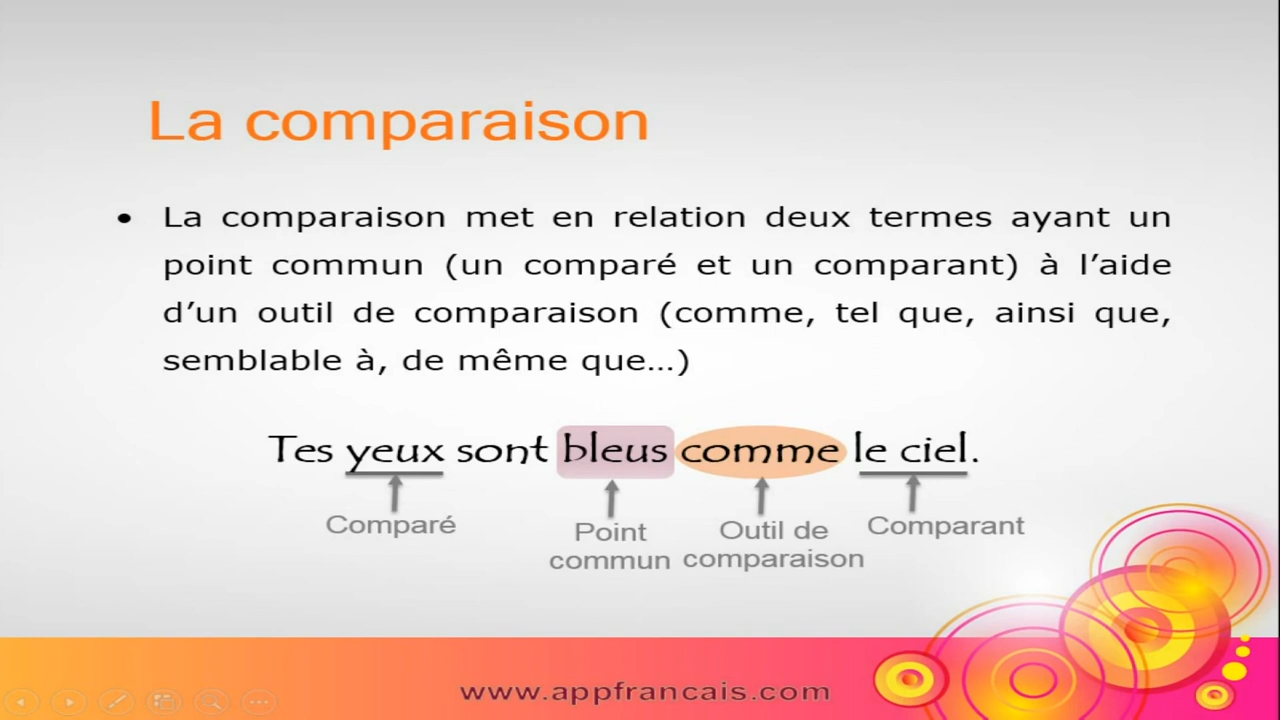 La comparaison
• La comparaison met en relation deux termes ayant un
point commun (un comparé et un comparant) à l’aide
d’un outil de comparaison (comme, tel que, ainsi que,
semblable à, de même que…)
Tes yeux sont bleus comme le ciel.
Comparé
Point
commun
Outil de
comparaison
Comparant
www.appfrancais.com